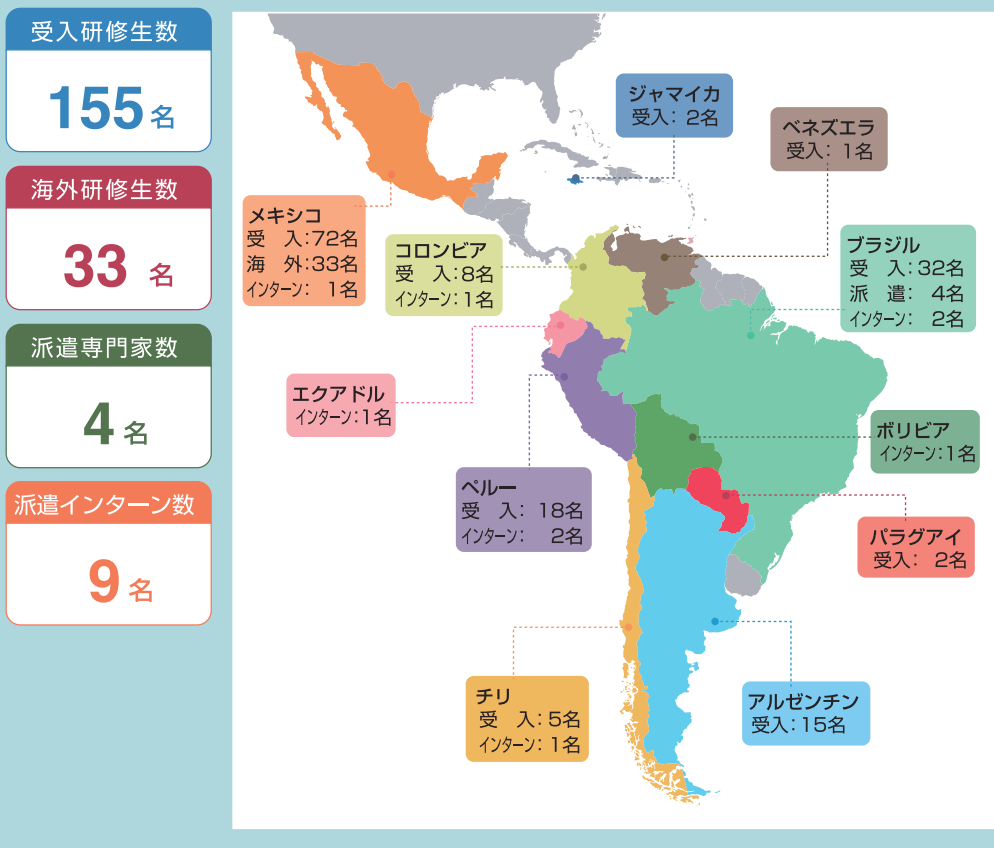 受入研修生数
155 名
海外研修生数
33 名
派遣専門家数
4 名
派遣インターン数
9 名
ジャマイカ
受入: 2名
ベネズエラ
受入: 1名
メキシコ
受 入:72名
海 外:33名
インターン: 1名
コロンビア
受 入:8名
インターン:1名
ブラジル
受 入:32名
派 遣: 4名
インターン: 2名
エクアドル
インターン:1名
ボリビア
インターン:1名
ペルー
受 入: 18名
インターン: 2名
パラグアイ
受入: 2名
チリ
受 入:5名
インターン:1名
アルゼンチン
受入:15名